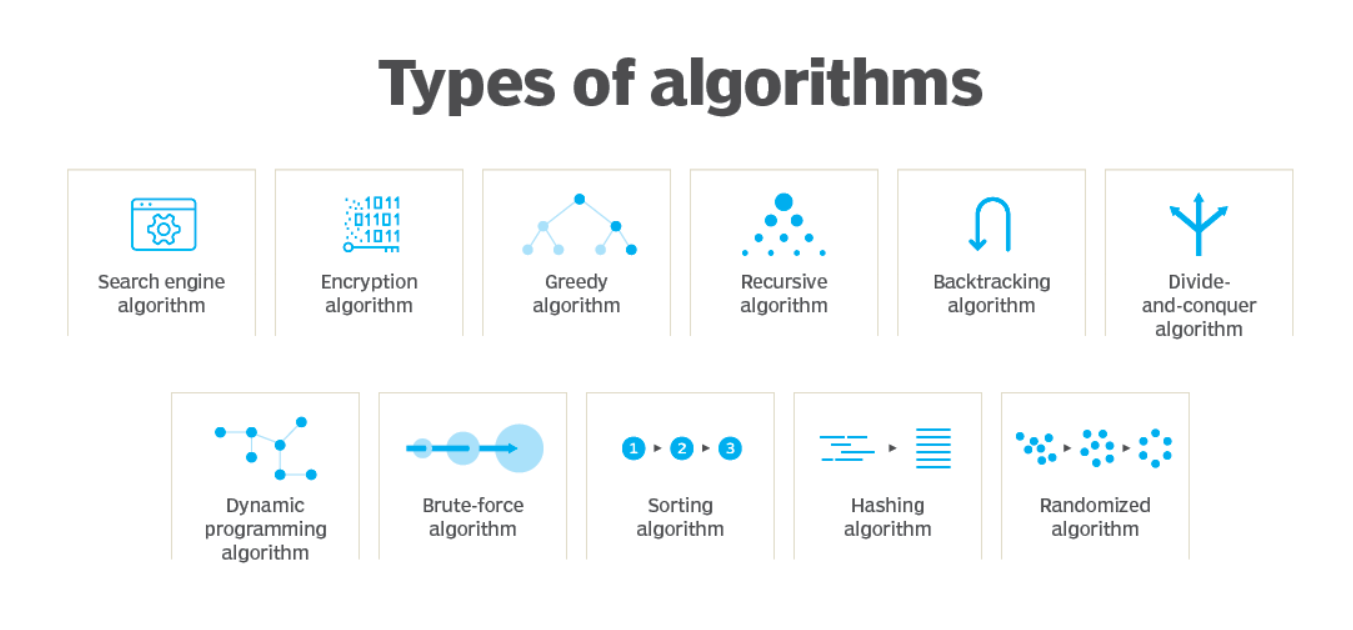 Types of algorithms
1011
01101
1011
Search engine
algorithm
Encryption
algorithm
Greedy
algorithm
Recursive
algorithm
Backtracking
algorithm
Divide-
and-conquer
algorithm
1 2 3
Dynamic
programming
algorithm
Brute-force
algorithm
Sorting
algorithm
Hashing
algorithm
Randomized
algorithm